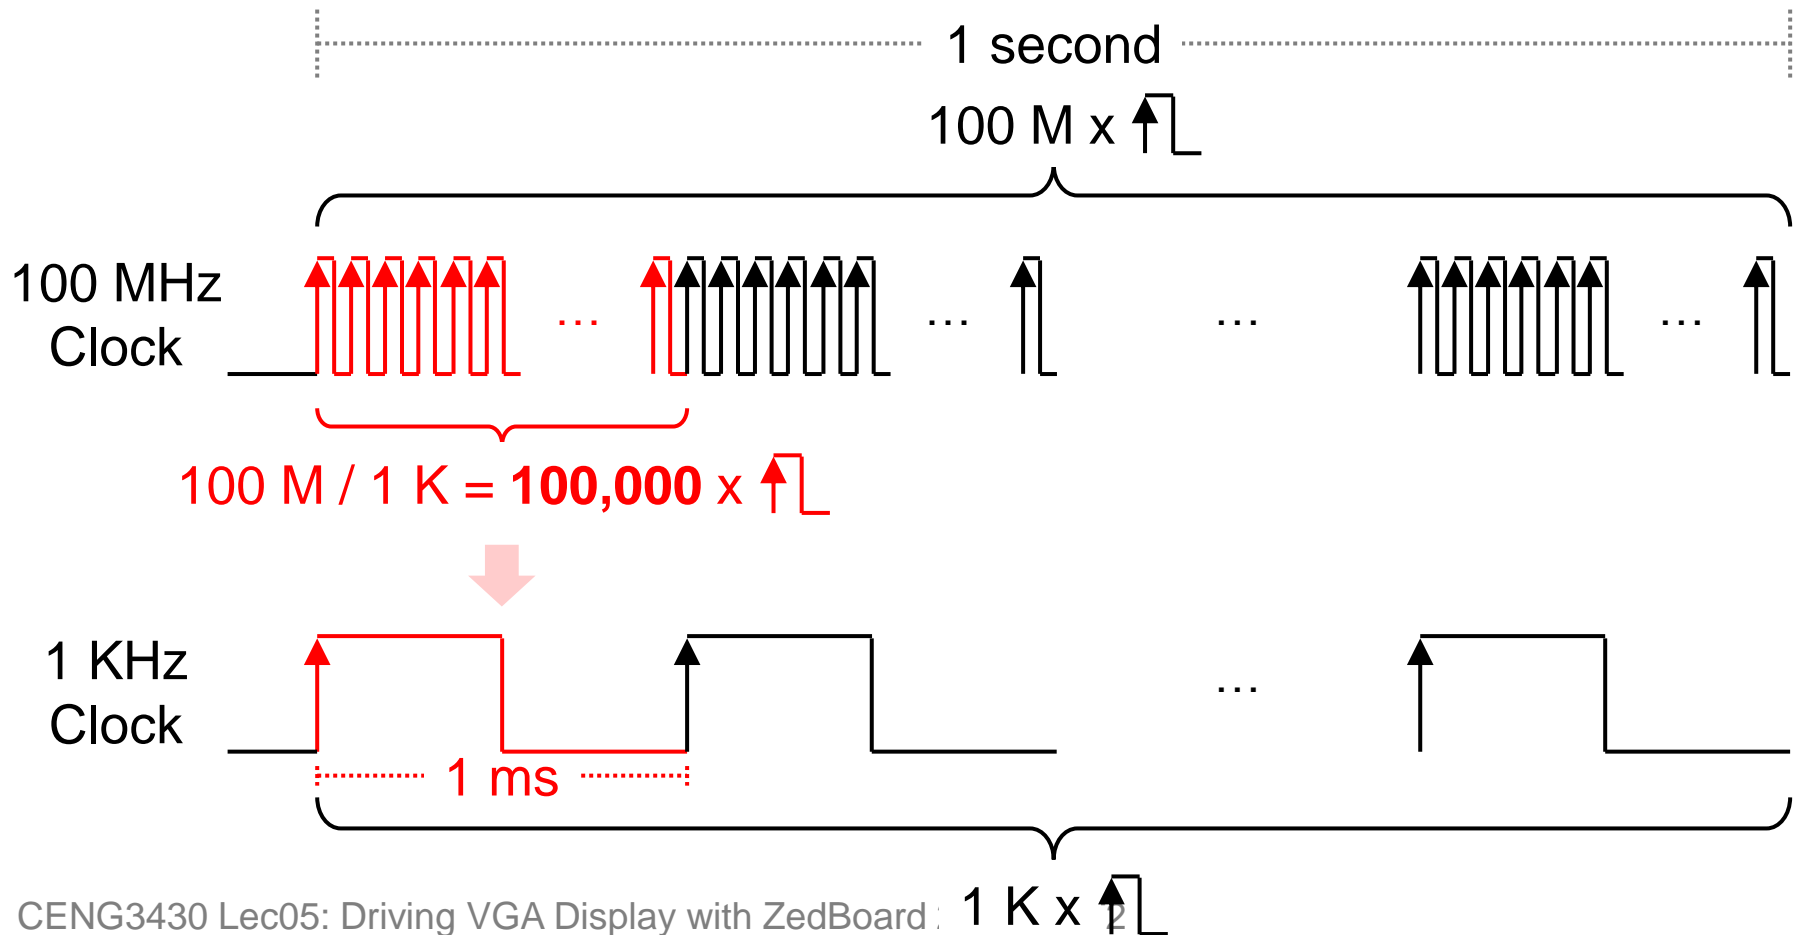 1 second
100 M x
100 MHz
Clock
...
...
...
...
100 M / 1 K = 100,000 x
1 KHz
Clock
...
1 ms
1 K x
CENG3430 Lec05: Driving VGA Display with ZedBoard
2